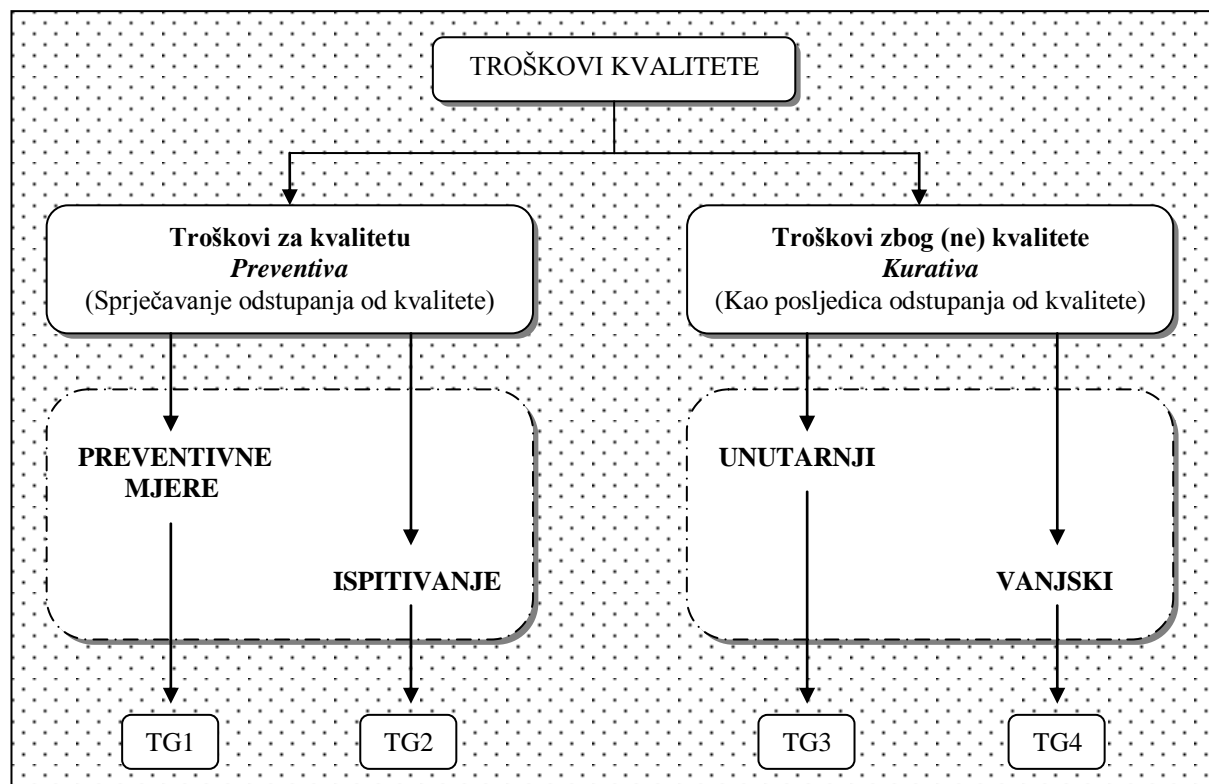 TROŠKOVI KVALITETE
Troškovi za kvalitetu
Preventiva
(Sprječavanje odstupanja od kvalitete)
Troškovi zbog (ne) kvalitete
Kurativa
(Kao posljedica odstupanja od kvalitete)
PREVENTIVNE
MJERE
ISPITIVANJE
UNUTARNJI
VANJSKI
TG1
TG2
TG3
TG4